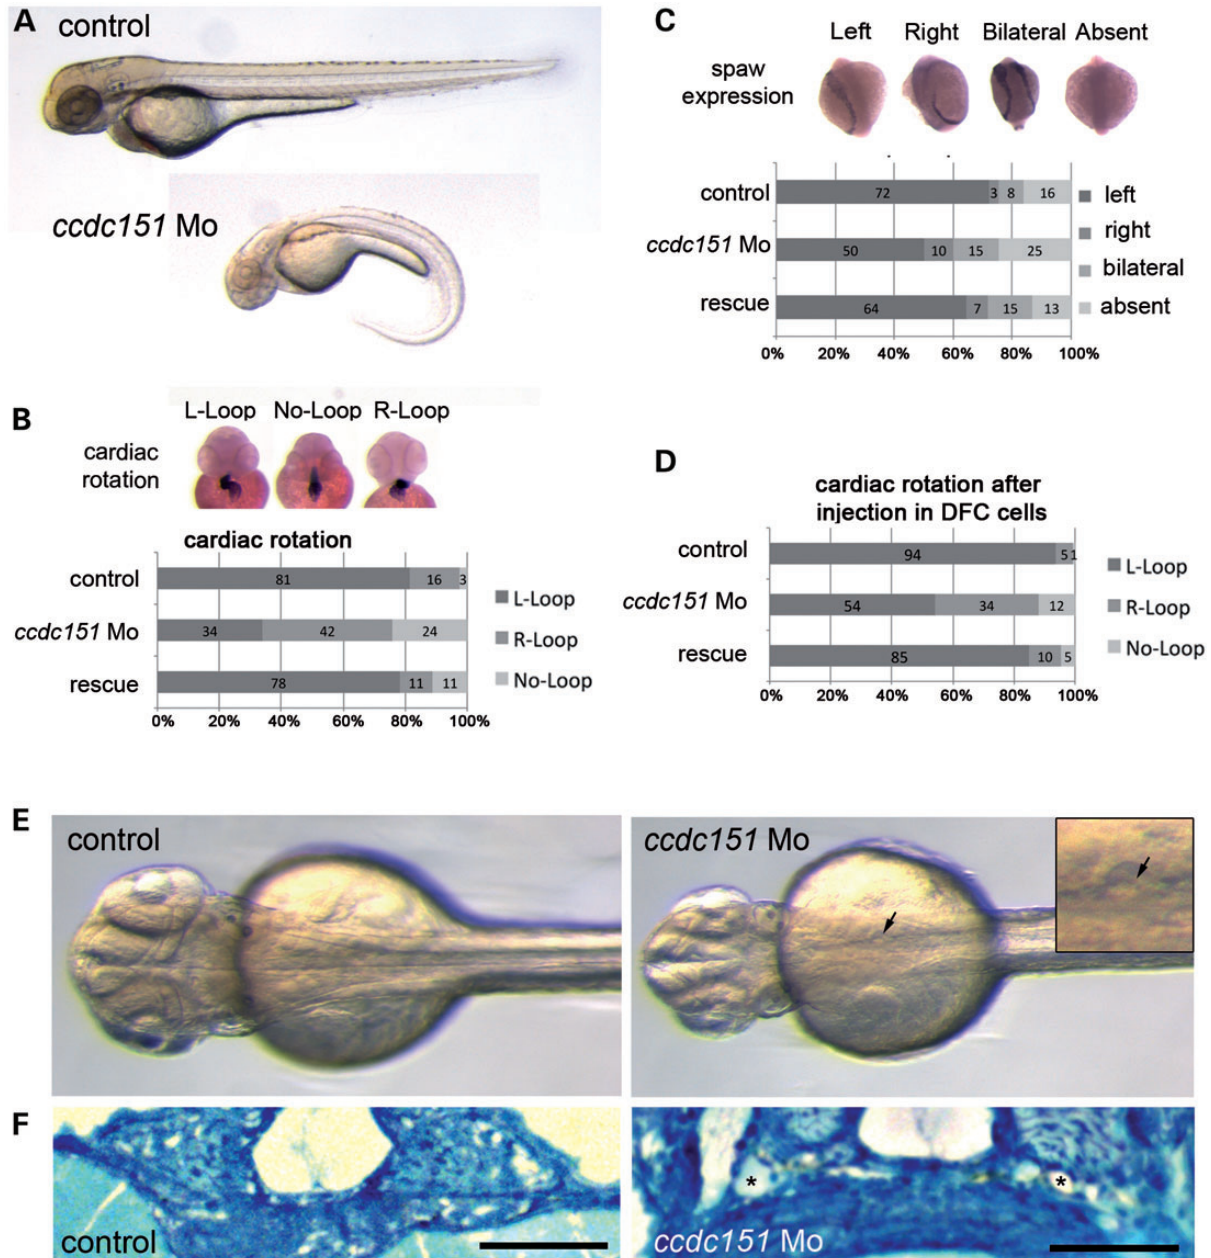 A
control
ccdc151 Mo
B
L-Loop No-Loop R-Loop
cardiac
rotation
cardiac rotation
control 81 16 3
ccdc151 Mo 34 42 24
rescue 78 11 11
0% 20% 40% 60% 80% 100%
L-Loop
R-Loop
No-Loop
C
Left Right Bilateral Absent
spaw
expression
control 72 3 8 16
ccdc151 Mo 50 10 15 25
rescue 64 7 15 13
0% 20% 40% 60% 80% 100%
left
right
bilateral
absent
D
cardiac rotation after
injection in DFC cells
control 94 5 1
ccdc151 Mo 54 34 12
rescue 85 10 5
0% 20% 40% 60% 80% 100%
L-Loop
R-Loop
No-Loop
E
control
ccdc151 Mo
F
control
* *
ccdc151 Mo